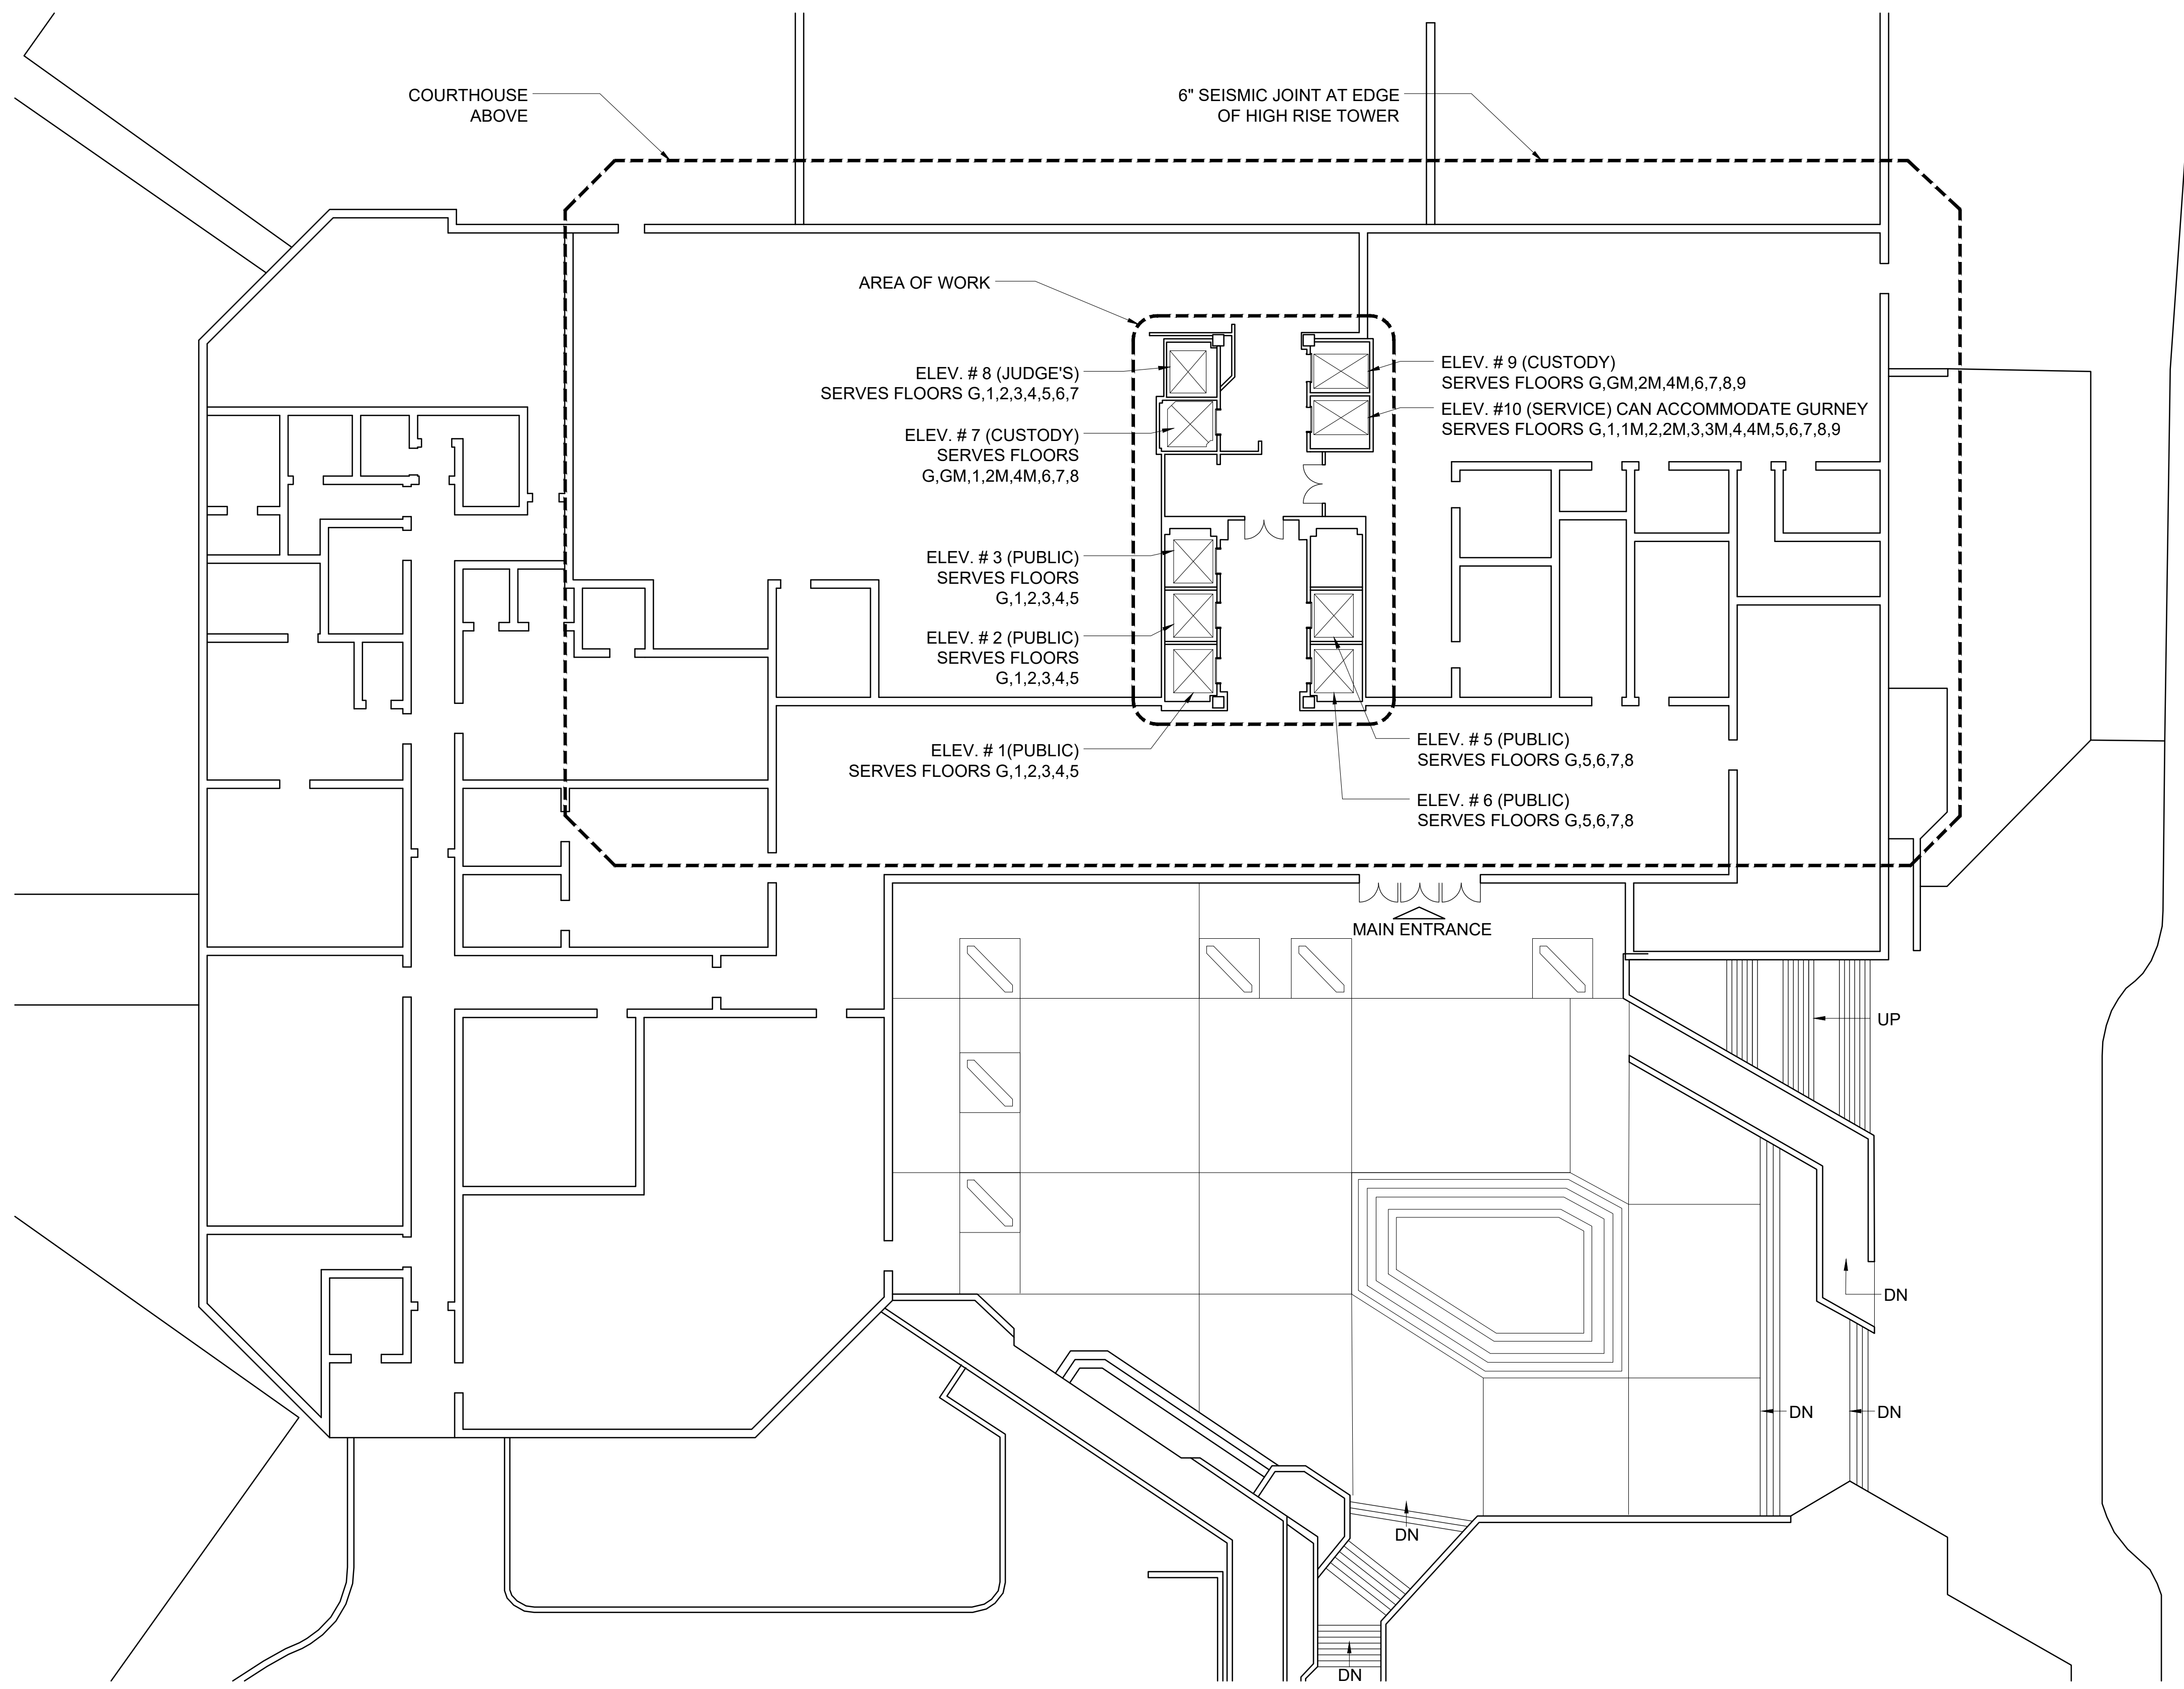 COURTHOUSE
ABOVE
6" SEISMIC JOINT AT EDGE
OF HIGH RISE TOWER
AREA OF WORK
ELEV. # 8 (JUDGE'S)
SERVES FLOORS G,1,2,3,4,5,6,7
ELEV. # 7 (CUSTODY)
SERVES FLOORS
G,GM,1,2M,4M,6,7,8
ELEV. # 9 (CUSTODY)
SERVES FLOORS G,GM,2M,4M,6,7,8,9
ELEV. #10 (SERVICE) CAN ACCOMMODATE GURNEY
SERVES FLOORS G,1,1M,2,2M,3,3M,4,4M,5,6,7,8,9
ELEV. # 3 (PUBLIC)
SERVES FLOORS
G,1,2,3,4,5
ELEV. # 2 (PUBLIC)
SERVES FLOORS
G,1,2,3,4,5
ELEV. # 1(PUBLIC)
SERVES FLOORS G,1,2,3,4,5
ELEV. # 5 (PUBLIC)
SERVES FLOORS G,5,6,7,8
ELEV. # 6 (PUBLIC)
SERVES FLOORS G,5,6,7,8
MAIN ENTRANCE
UP
DN
DN
DN
DN
DN